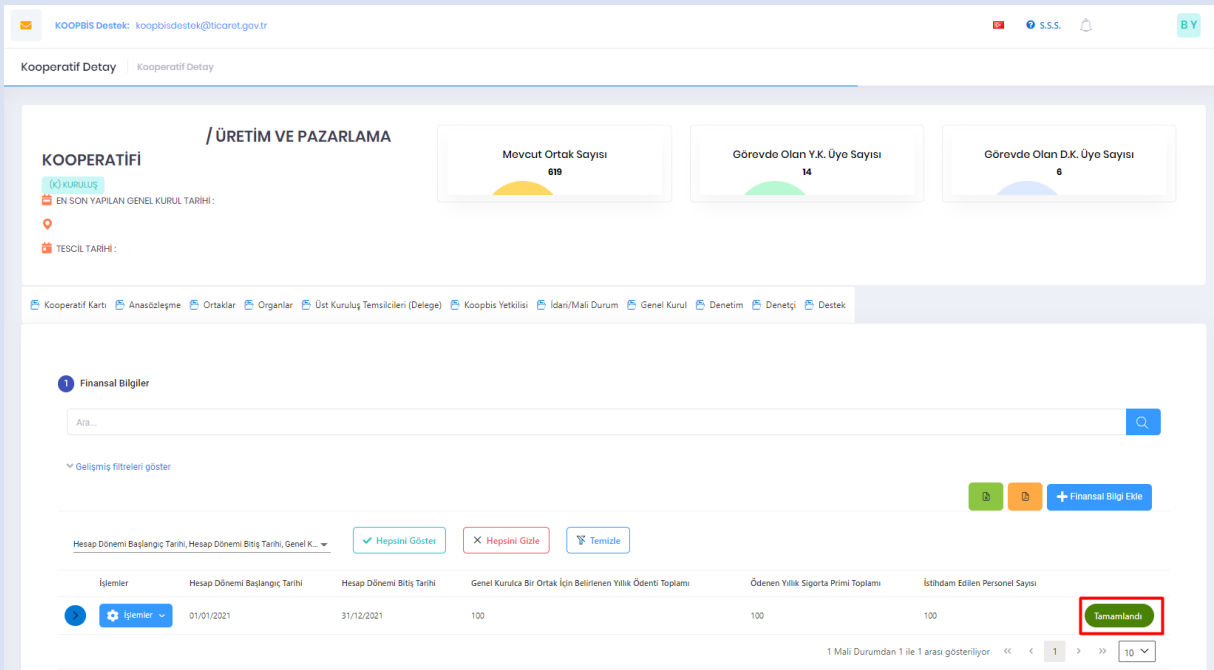 KOOPBİS Destek: koopbisdestek@ticaret.gov.tr
S.S.S.
B Y
Kooperatif Detay
Kooperatif Detay
/ ÜRETİM VE PAZARLAMA
KOOPERATİFİ
(K) KURULUŞ
EN SON YAPILAN GENEL KURUL TARİHİ :
TESCİL TARİHİ :
Mevcut Ortak Sayısı
619
Görevde Olan Y.K. Üye Sayısı
14
Görevde Olan D.K. Üye Sayısı
6
Kooperatif Kartı Anasözleşme Ortaklar Organlar Üst Kuruluş Temsilcileri (Delege) Koopbis Yetkilisi İdari/Mali Durum Genel Kurul Denetim Denetçi Destek
1 Finansal Bilgiler
Ara...
Gelişmiş filtreleri göster
Finansal Bilgi Ekle
Hesap Dönemi Başlangıç Tarihi, Hesap Dönemi Bitiş Tarihi, Genel K...
Hepsini Göster
Hepsini Gizle
Temizle
İşlemler Hesap Dönemi Başlangıç Tarihi Hesap Dönemi Bitiş Tarihi Genel Kurulca Bir Ortak İçin Belirlenen Yıllık Ödenti Toplamı Ödenen Yıllık Sigorta Primi Toplamı İstihdam Edilen Personel Sayısı
İşlemler 01/01/2021 31/12/2021 100 100 100 Tamamlandı
1 Mali Durumdan 1 ile 1 arası gösteriliyor << < 1 > >> 10